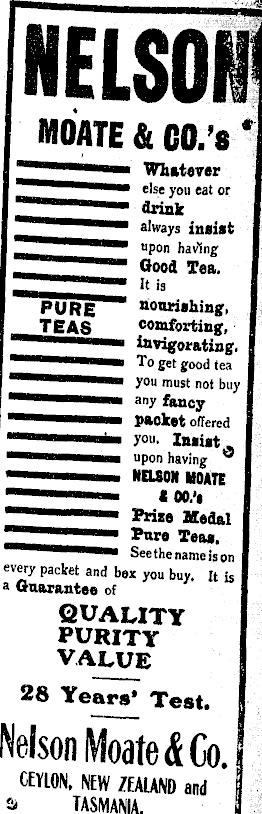 NELSON
MOATE & CO.'s
Whatever
else you eat or
drink
always insist
upon having
Good Tea.
It is
nourishing,
comforting,
invigorating.
PURE
TEAS
To get good tea
you must not buy
any fancy
packet offered
you. Insist
upon having
NELSON MOATE
& CO.'s
Prize Medal
Pure Teas.
See the name is on
every packet and box you buy. It is
a Guarantee of
QUALITY
PURITY
VALUE
28 Years' Test.
Nelson Moate & Co.
CEYLON, NEW ZEALAND and
TASMANIA.